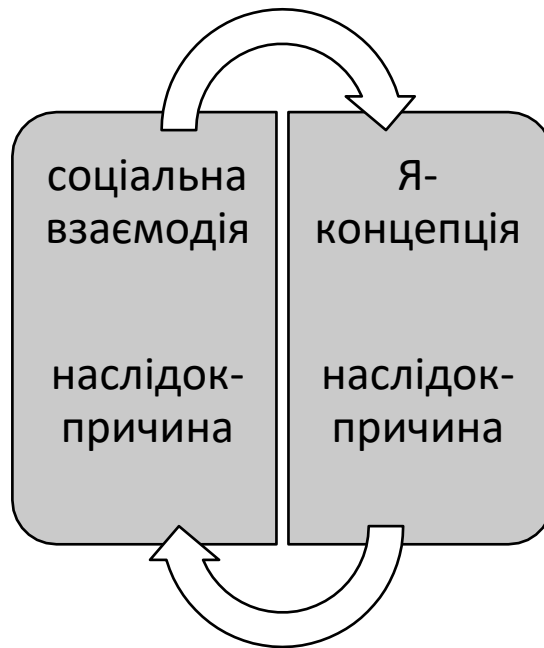 соціальна
взаємодія
наслідок-
причина
Я-
концепція
наслідок-
причина